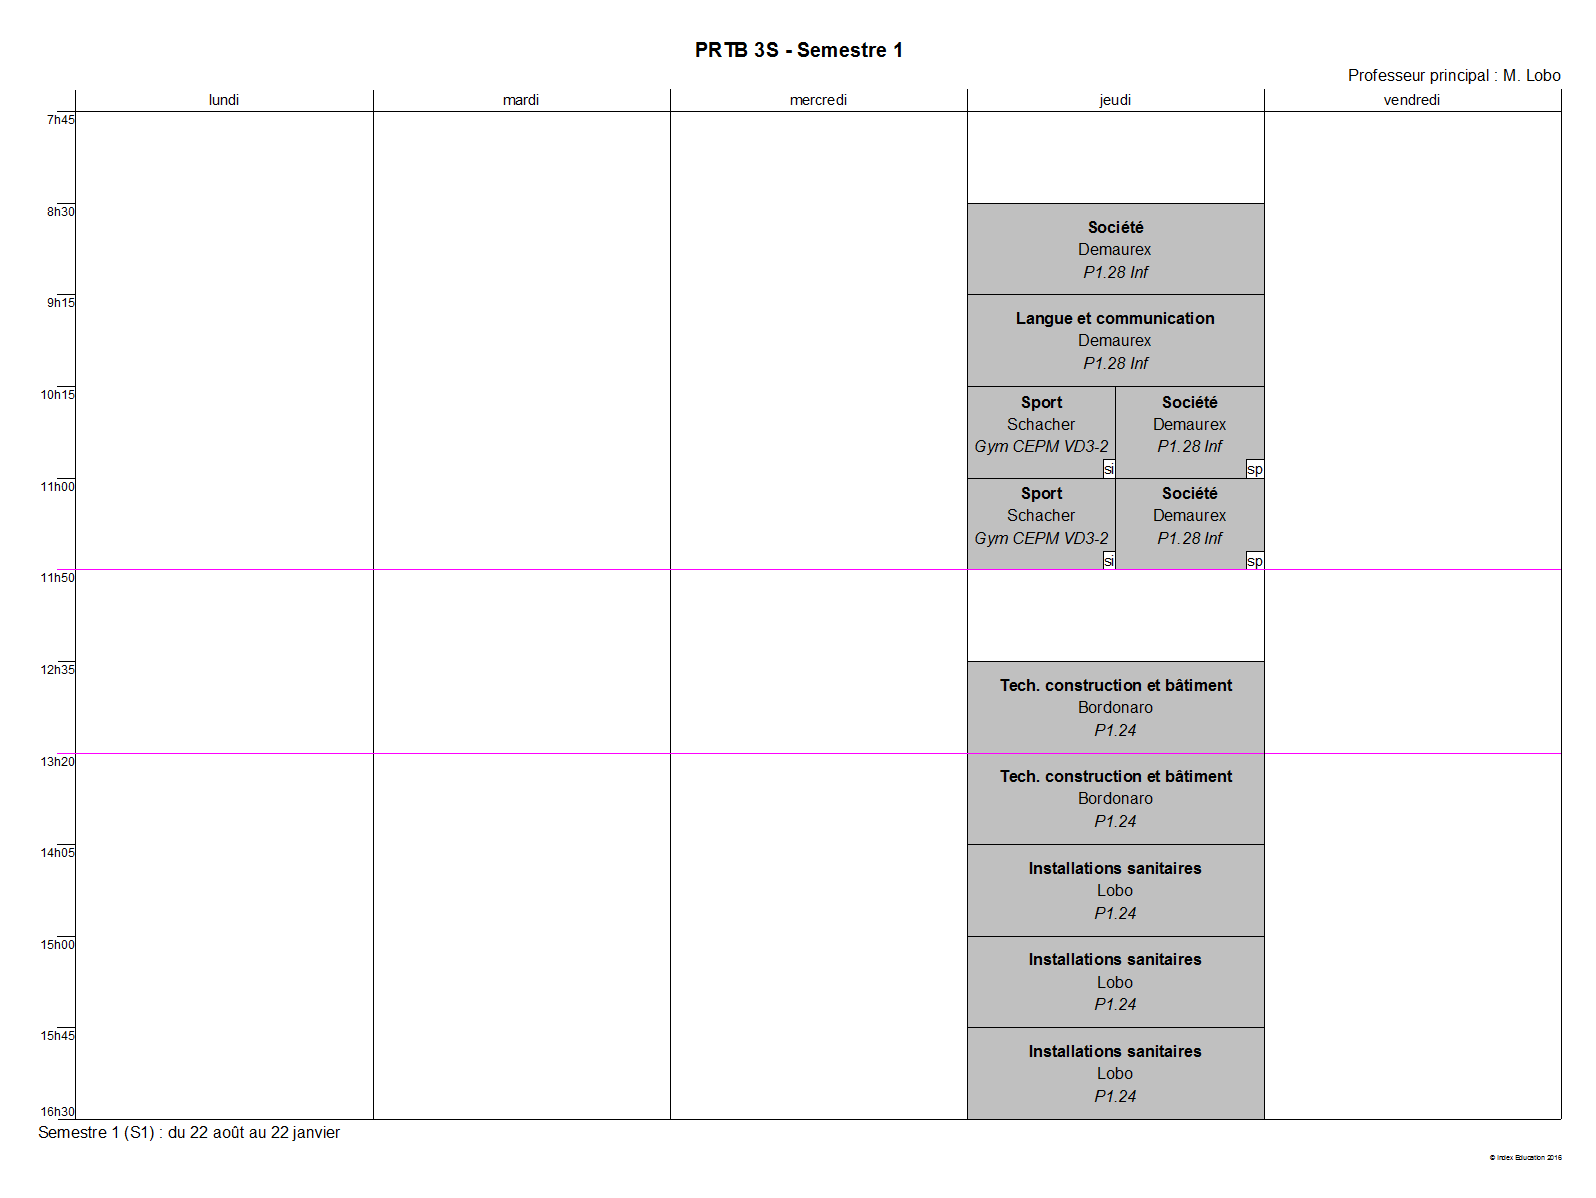 PRTB 3S - Semestre 1
Professeur principal : M. Lobo
lundi mardi mercredi jeudi vendredi
7h45
8h30
Société
Demaurex
P1.28 Inf
9h15
Langue et communication
Demaurex
P1.28 Inf
10h15
Sport Société
Schacher Demaurex
Gym CEPM VD3-2 P1.28 Inf
si sp
11h00
Sport Société
Schacher Demaurex
Gym CEPM VD3-2 P1.28 Inf
si sp
11h50
12h35
Tech. construction et bâtiment
Bordonaro
P1.24
13h20
Tech. construction et bâtiment
Bordonaro
P1.24
14h05
Installations sanitaires
Lobo
P1.24
15h00
Installations sanitaires
Lobo
P1.24
15h45
Installations sanitaires
Lobo
P1.24
16h30
Semestre 1 (S1) : du 22 août au 22 janvier
© Index Education 2016